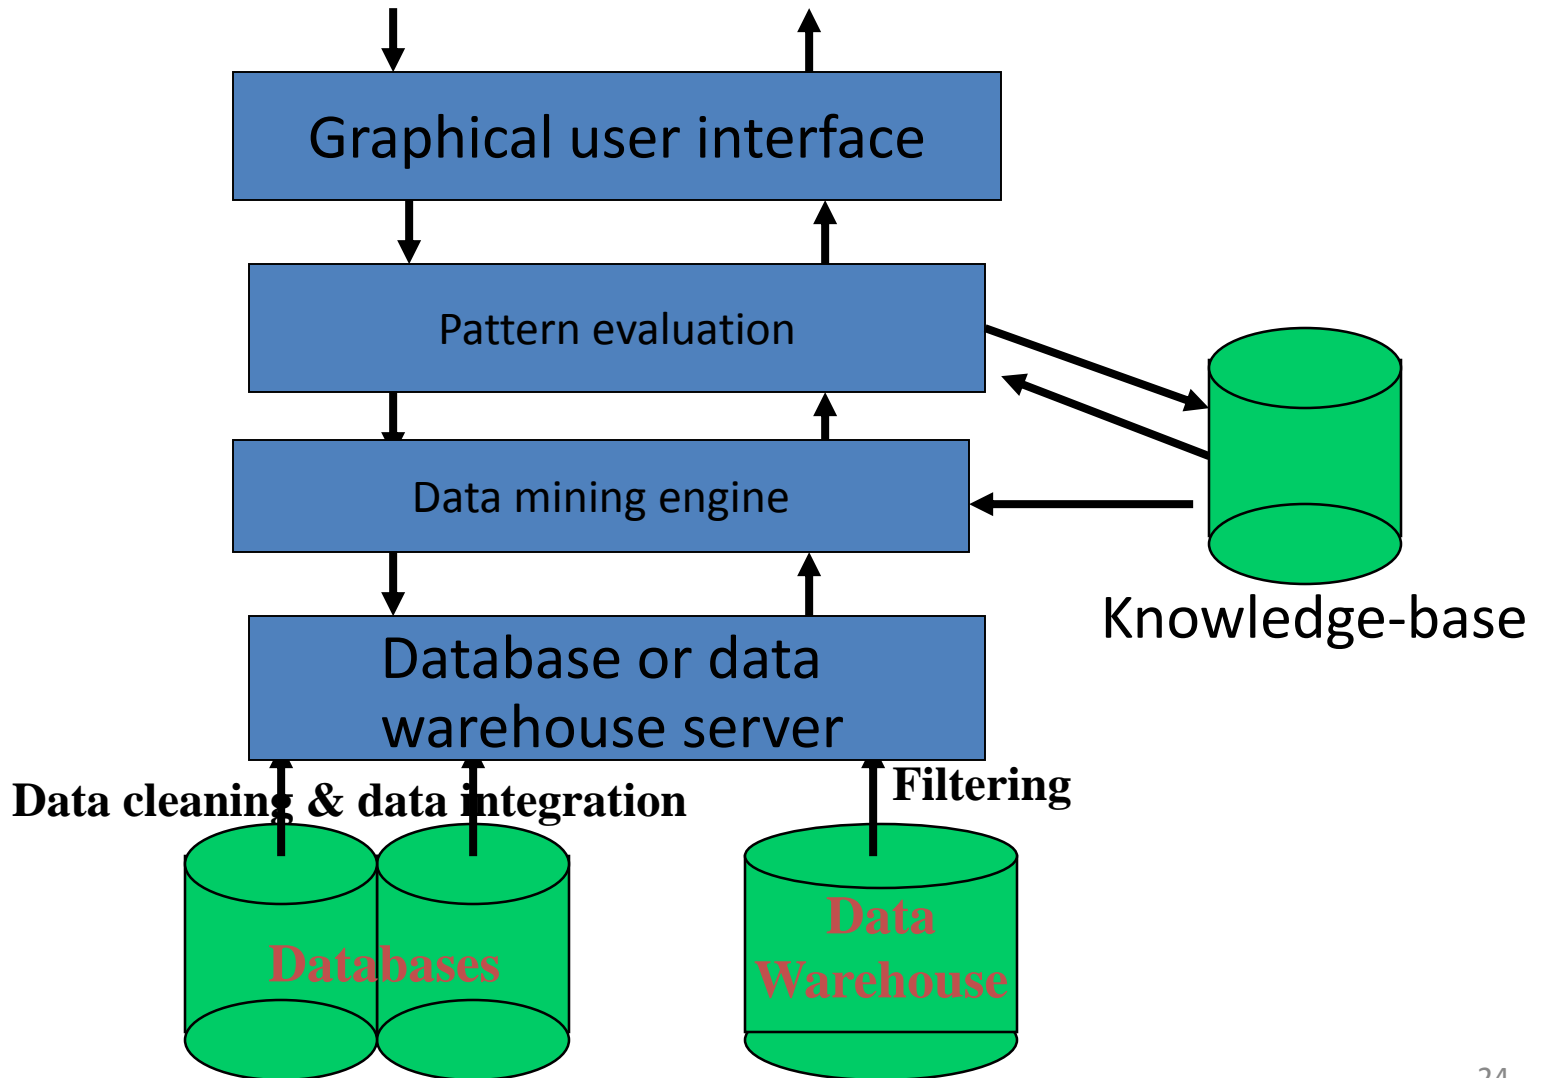 Graphical user interface
Pattern evaluation
Data mining engine
Knowledge-base
Database or data
warehouse server
Data cleaning & data integration
Filtering
Databases
Data
Warehouse
24